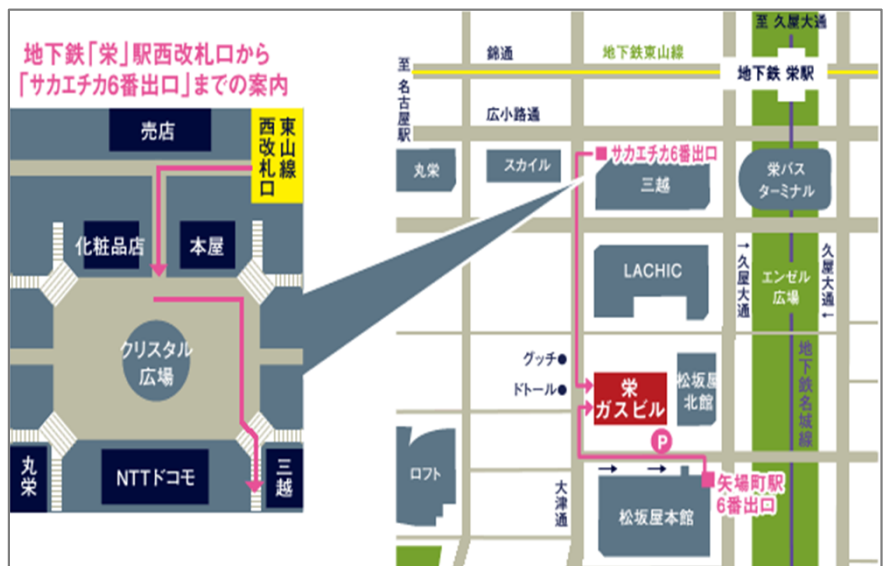 地下鉄「栄」駅西改札口から
「サカエチカ6番出口」までの案内
売店
東山線
西改札口
化粧品店
本屋
クリスタル
広場
丸栄
NTTドコモ
三越
至 久屋大通
錦通
地下鉄東山線
至 名古屋駅
地下鉄 栄駅
広小路通
サカエチカ6番出口
丸栄
スカイル
三越
栄バス
ターミナル
LACHIC
→久屋大通
エンゼル
広場
久屋大通←
グッチ●
ドトール●
栄
ガスビル
松坂屋
北館
地下鉄名城線
P
ロフト
→ →
矢場町駅
6番出口
大津通
松坂屋本館